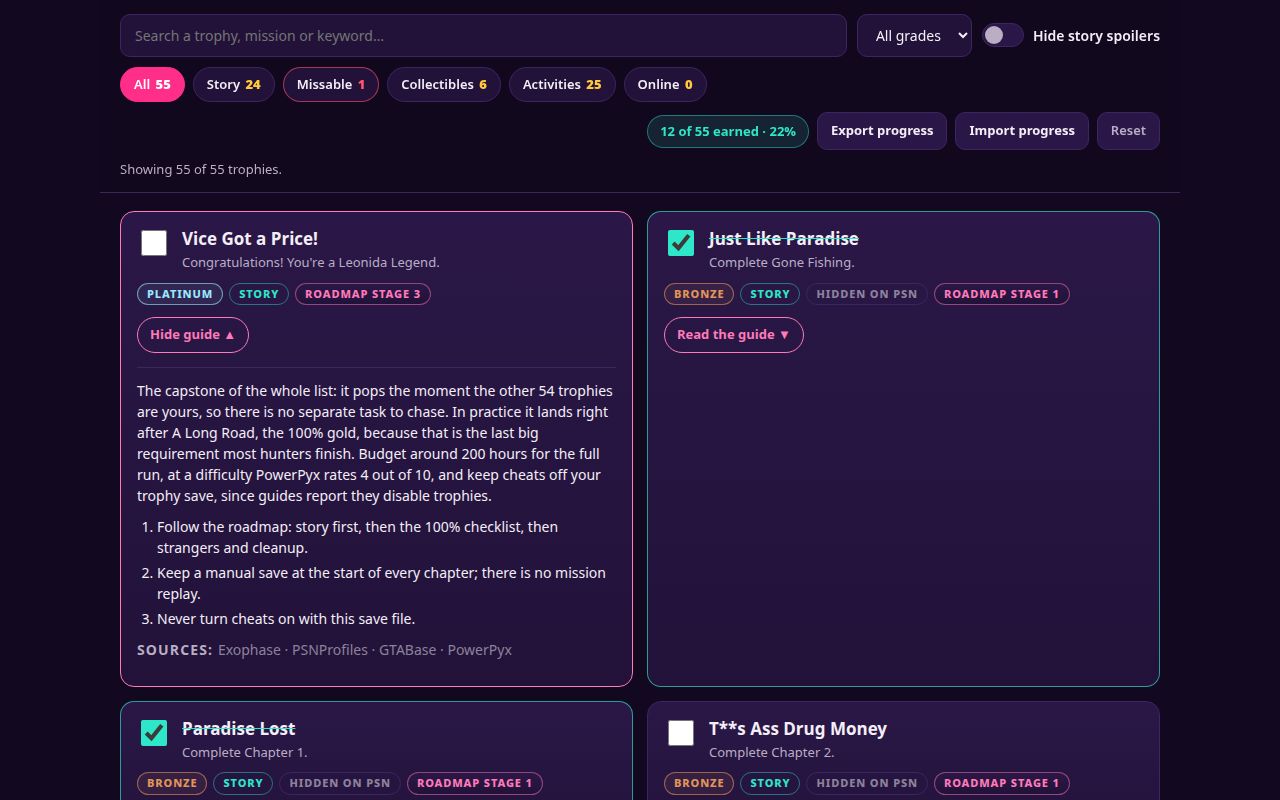 Search a trophy, mission or keyword...
All grades
Hide story spoilers
All 55
Story 24
Missable 1
Collectibles 6
Activities 25
Online 0
12 of 55 earned · 22%
Export progress
Import progress
Reset
Showing 55 of 55 trophies.
Vice Got a Price!
Congratulations! You're a Leonida Legend.
PLATINUM
STORY
ROADMAP STAGE 3
Hide guide ▲
The capstone of the whole list: it pops the moment the other 54 trophies
are yours, so there is no separate task to chase. In practice it lands right
after A Long Road, the 100% gold, because that is the last big
requirement most hunters finish. Budget around 200 hours for the full
run, at a difficulty PowerPyx rates 4 out of 10, and keep cheats off your
trophy save, since guides report they disable trophies.
1. Follow the roadmap: story first, then the 100% checklist, then
strangers and cleanup.
2. Keep a manual save at the start of every chapter; there is no mission
replay.
3. Never turn cheats on with this save file.
SOURCES: Exophase · PSNProfiles · GTABase · PowerPyx
Just Like Paradise
Complete Gone Fishing.
BRONZE
STORY
HIDDEN ON PSN
ROADMAP STAGE 1
Read the guide ▼
Paradise Lost
Complete Chapter 1.
BRONZE
STORY
HIDDEN ON PSN
ROADMAP STAGE 1
T**s Ass Drug Money
Complete Chapter 2.
BRONZE
STORY
HIDDEN ON PSN
ROADMAP STAGE 1